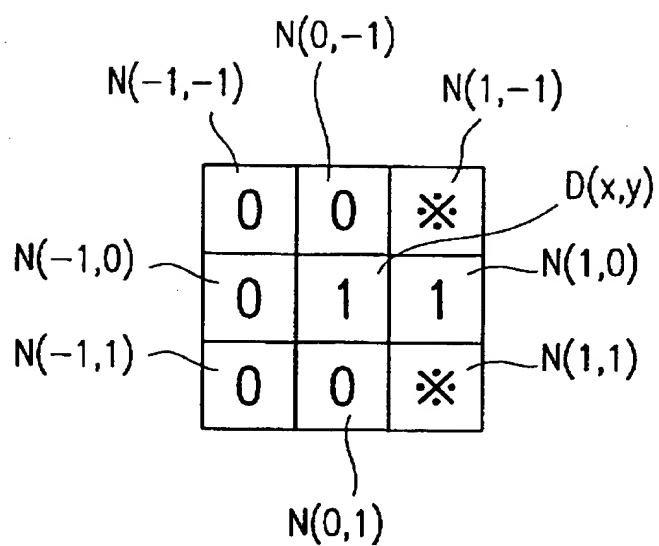 N(0,-1)
N(-1,-1)
N(1,-1)
0 0 ※
D(x,y)
N(-1,0)
0 1 1
N(1,0)
N(-1,1)
0 0 ※
N(1,1)
N(0,1)